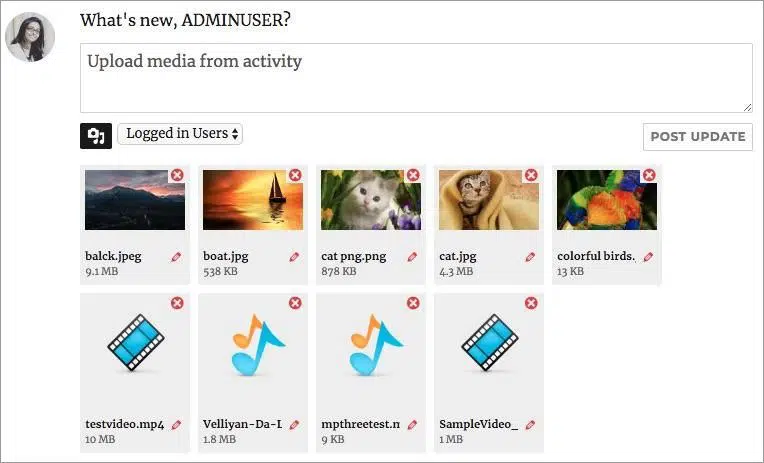 What's new, ADMINUSER?
Upload media from activity
Logged in Users
POST UPDATE
balck.jpeg
9.1 MB
boat.jpg
538 KB
cat png.png
878 KB
cat.jpg
4.3 MB
colorful birds.
13 KB
testvideo.mp4
10 MB
Velliyan-Da-
1.8 MB
mpthreetest.
9 KB
SampleVideo_
1 MB